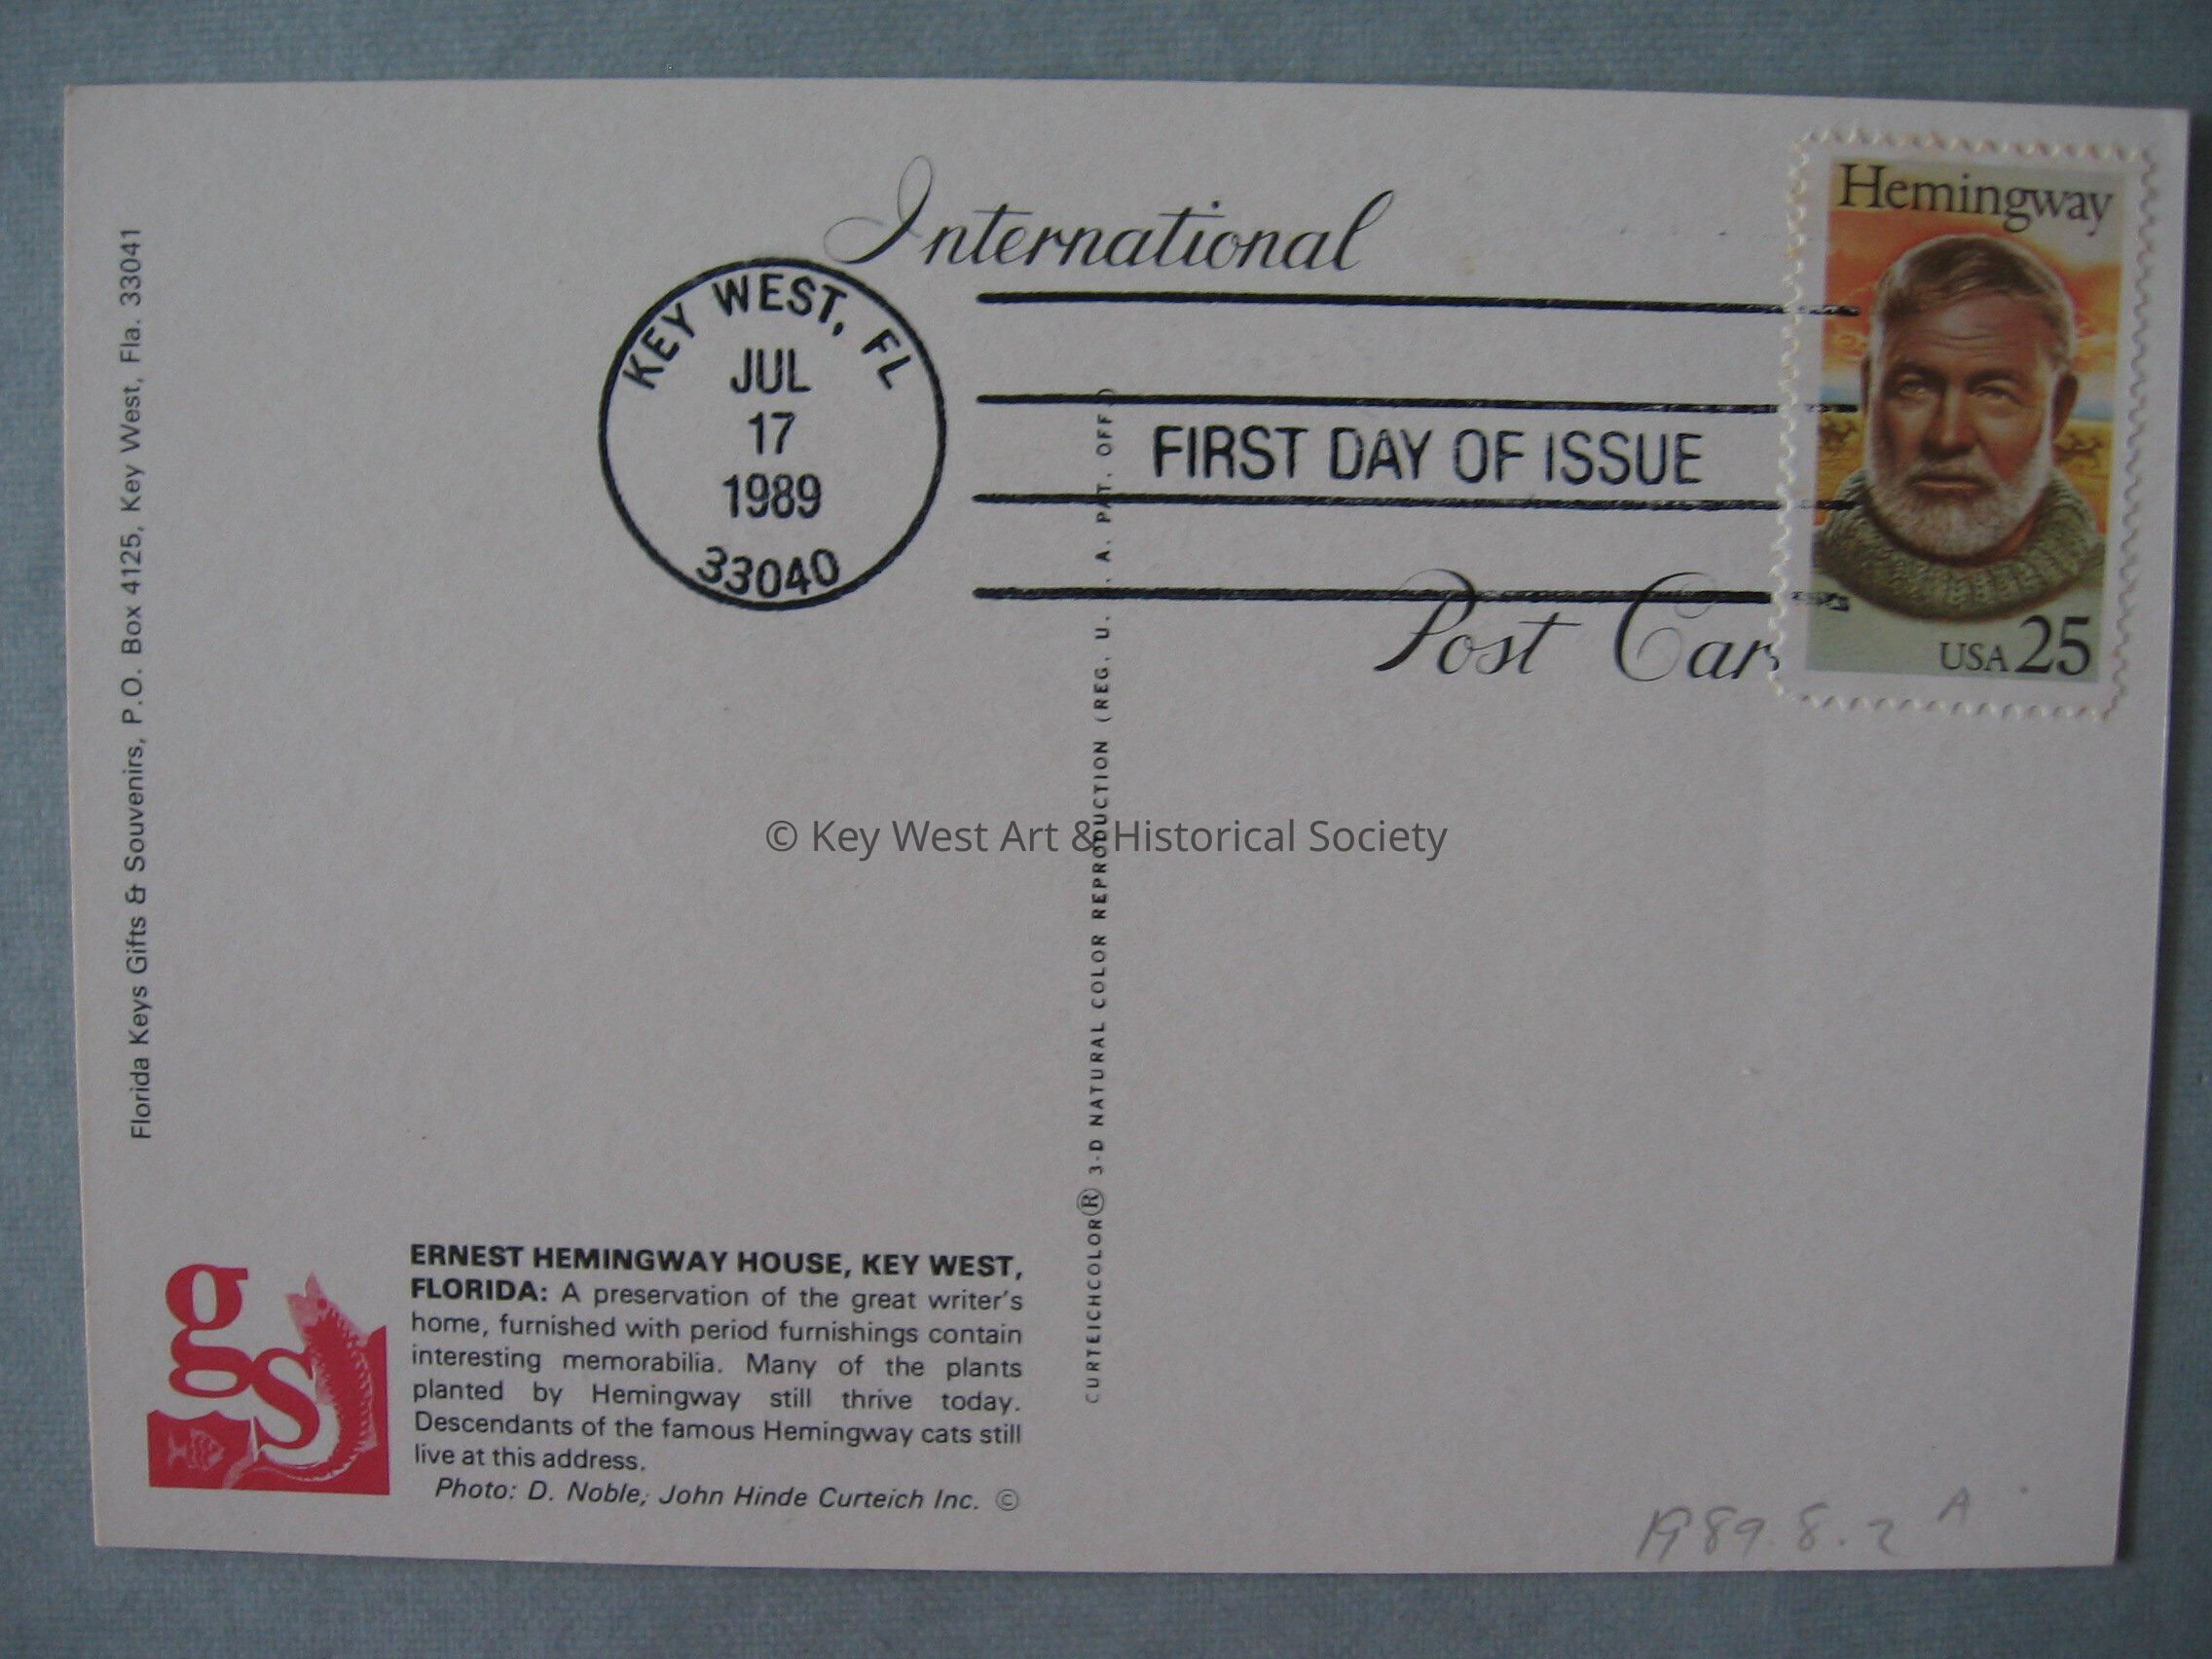 International
KEY WEST, FL
JUL
17
1989
33040
FIRST DAY OF ISSUE
Hemingway
USA 25
Post Car
Florida Keys Gifts & Souvenirs, P.O. Box 4125, Key West, Fla. 33041
CURTEICHCOLOR® 3-D NATURAL COLOR REPRODUCTION (REG. U. S. A. PAT. OFF.)
© Key West Art & Historical Society
gs
ERNEST HEMINGWAY HOUSE, KEY WEST,
FLORIDA: A preservation of the great writer's
home, furnished with period furnishings contain
interesting memorabilia. Many of the plants
planted by Hemingway still thrive today.
Descendants of the famous Hemingway cats still
live at this address.
Photo: D. Noble; John Hinde Curteich Inc. ©
1989.8.2 A